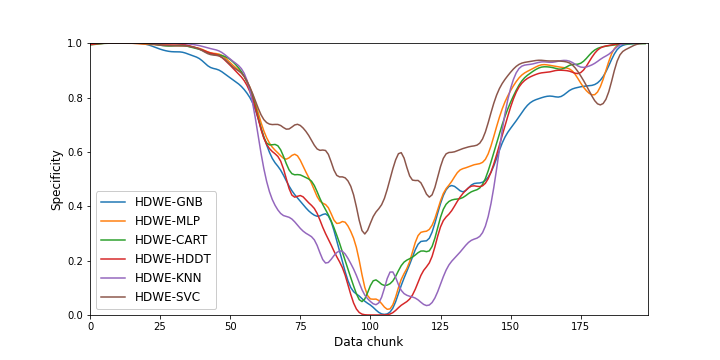 1.0
0.8
0.6
0.4
0.2
0.0
Specificity
HDWE-GNB
HDWE-MLP
HDWE-CART
HDWE-HDDT
HDWE-KNN
HDWE-SVC
0 25 50 75 100 125 150 175
Data chunk